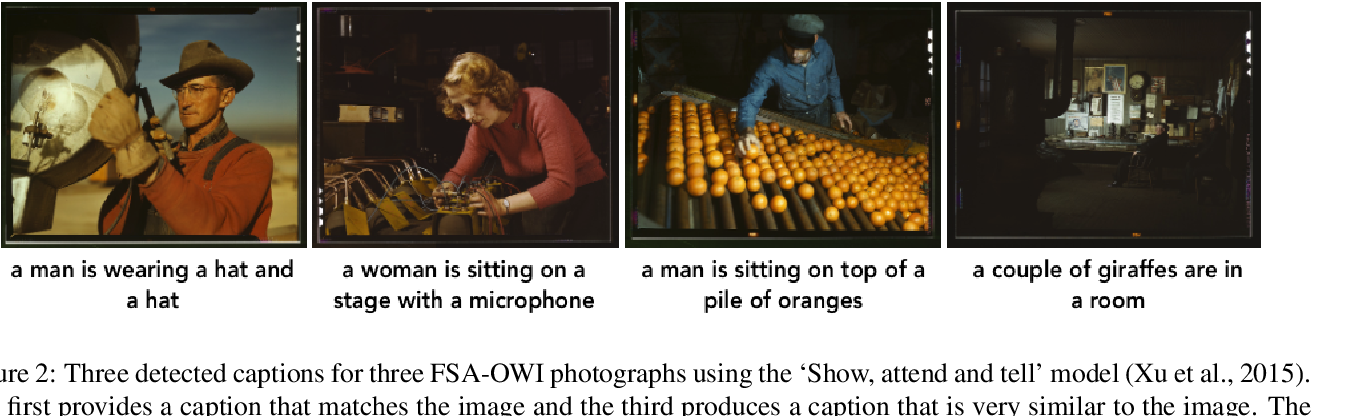 a man is wearing a hat and
a hat
a woman is sitting on a
stage with a microphone
a man is sitting on top of a
pile of oranges
a couple of giraffes are in
a room
ure 2: Three detected captions for three FSA-OWI photographs using the ‘Show, attend and tell’ model (Xu et al., 2015).
first provides a caption that matches the image and the third produces a caption that is very similar to the image. The